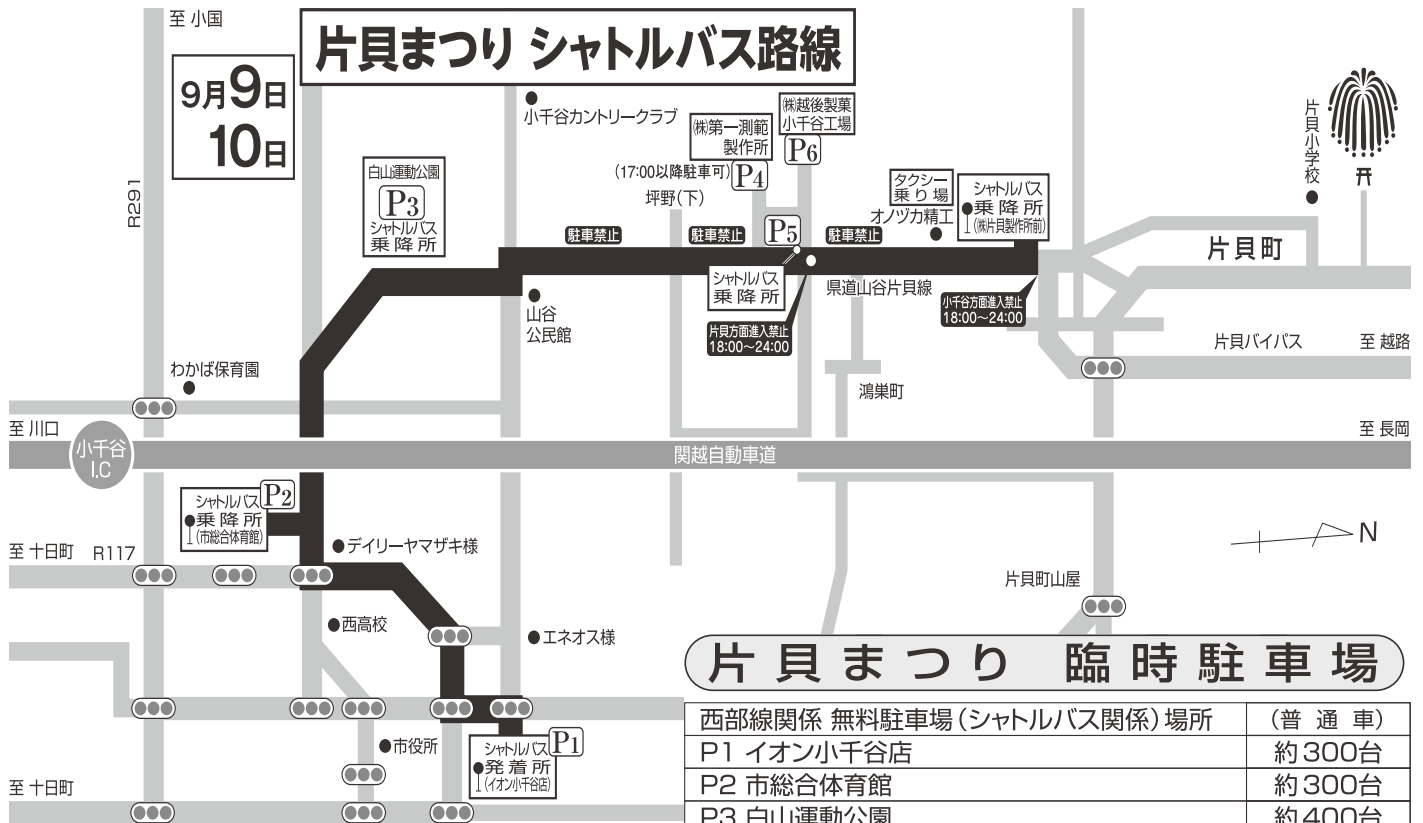 至 小国
片貝まつり シャトルバス路線
9月9日
10日
R291
小千谷カントリークラブ
㈱第一測範
製作所
(17:00以降駐車可)
P4
㈱越後製菓
小千谷工場
P6
片貝小学校
白山運動公園
P3
シャトルバス
乗降所
坪野(下)
タクシー
乗り場
オノヅカ精工
シャトルバス
乗降所
(㈱片貝製作所前)
駐車禁止
駐車禁止
P5
駐車禁止
片貝町
シャトルバス
乗降所
県道山谷片貝線
小千谷方面進入禁止
18:00〜24:00
山谷
公民館
片貝方面進入禁止
18:00〜24:00
片貝バイパス
至 越路
わかば保育園
鴻巣町
至 川口
至 長岡
小千谷
I.C
関越自動車道
シャトルバス
P2
乗降所
(市総合体育館)
N
至 十日町
R117
デイリーヤマザキ様
片貝町山屋
西高校
エネオス様
市役所
シャトルバス
P1
発着所
(イオン小千谷店)
至 十日町
片貝まつり 臨時駐車場
西部線関係 無料駐車場(シャトルバス関係)場所 (普通車)
P1 イオン小千谷店 約300台
P2 市総合体育館 約300台
P3 白山運動公園 約400台